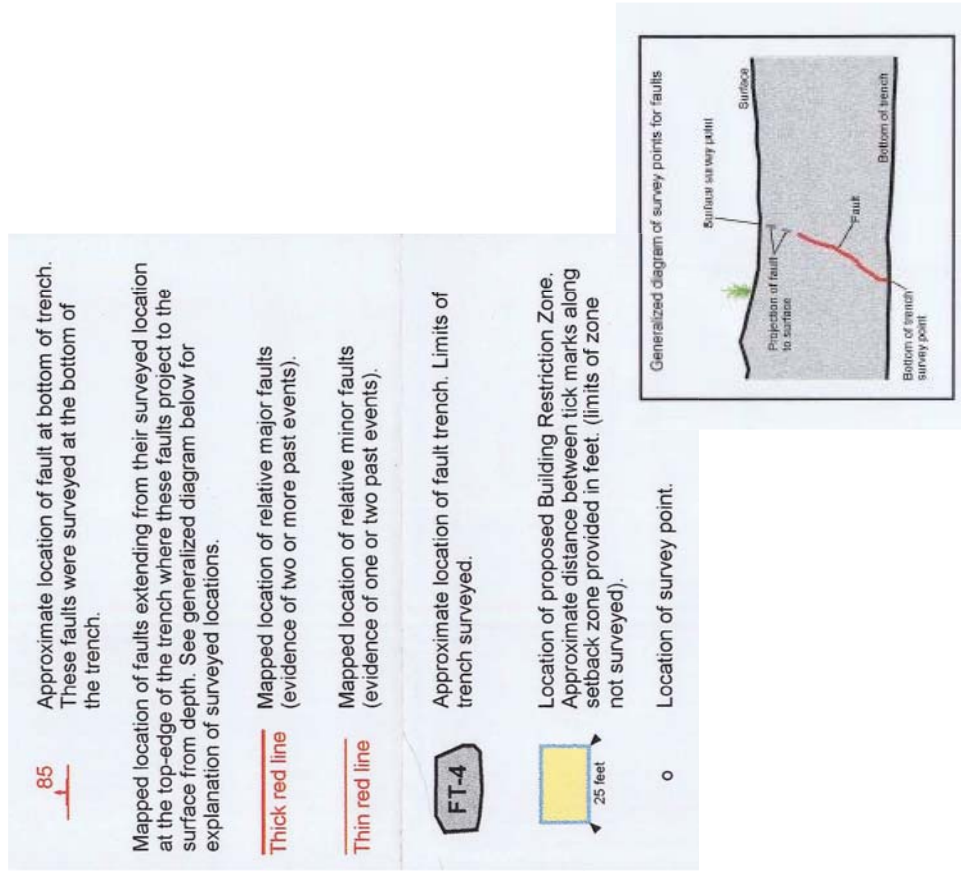 85
Approximate location of fault at bottom of trench.
These faults were surveyed at the bottom of
the trench.
Mapped location of faults extending from their surveyed location
at the top-edge of the trench where these faults project to the
surface from depth. See generalized diagram below for
explanation of surveyed locations.
Thick red line
Mapped location of relative major faults
(evidence of two or more past events).
Thin red line
Mapped location of relative minor faults
(evidence of one or two past events).
FT-4
Approximate location of fault trench. Limits of
trench surveyed.
25 feet
Location of proposed Building Restriction Zone.
Approximate distance between tick marks along
setback zone provided in feet. (limits of zone
not surveyed).
o Location of survey point.
Generalized diagram of survey points for faults
Surface survey point
Surface
Projection of fault
to surface
Fault
Bottom of trench
survey point
Bottom of trench